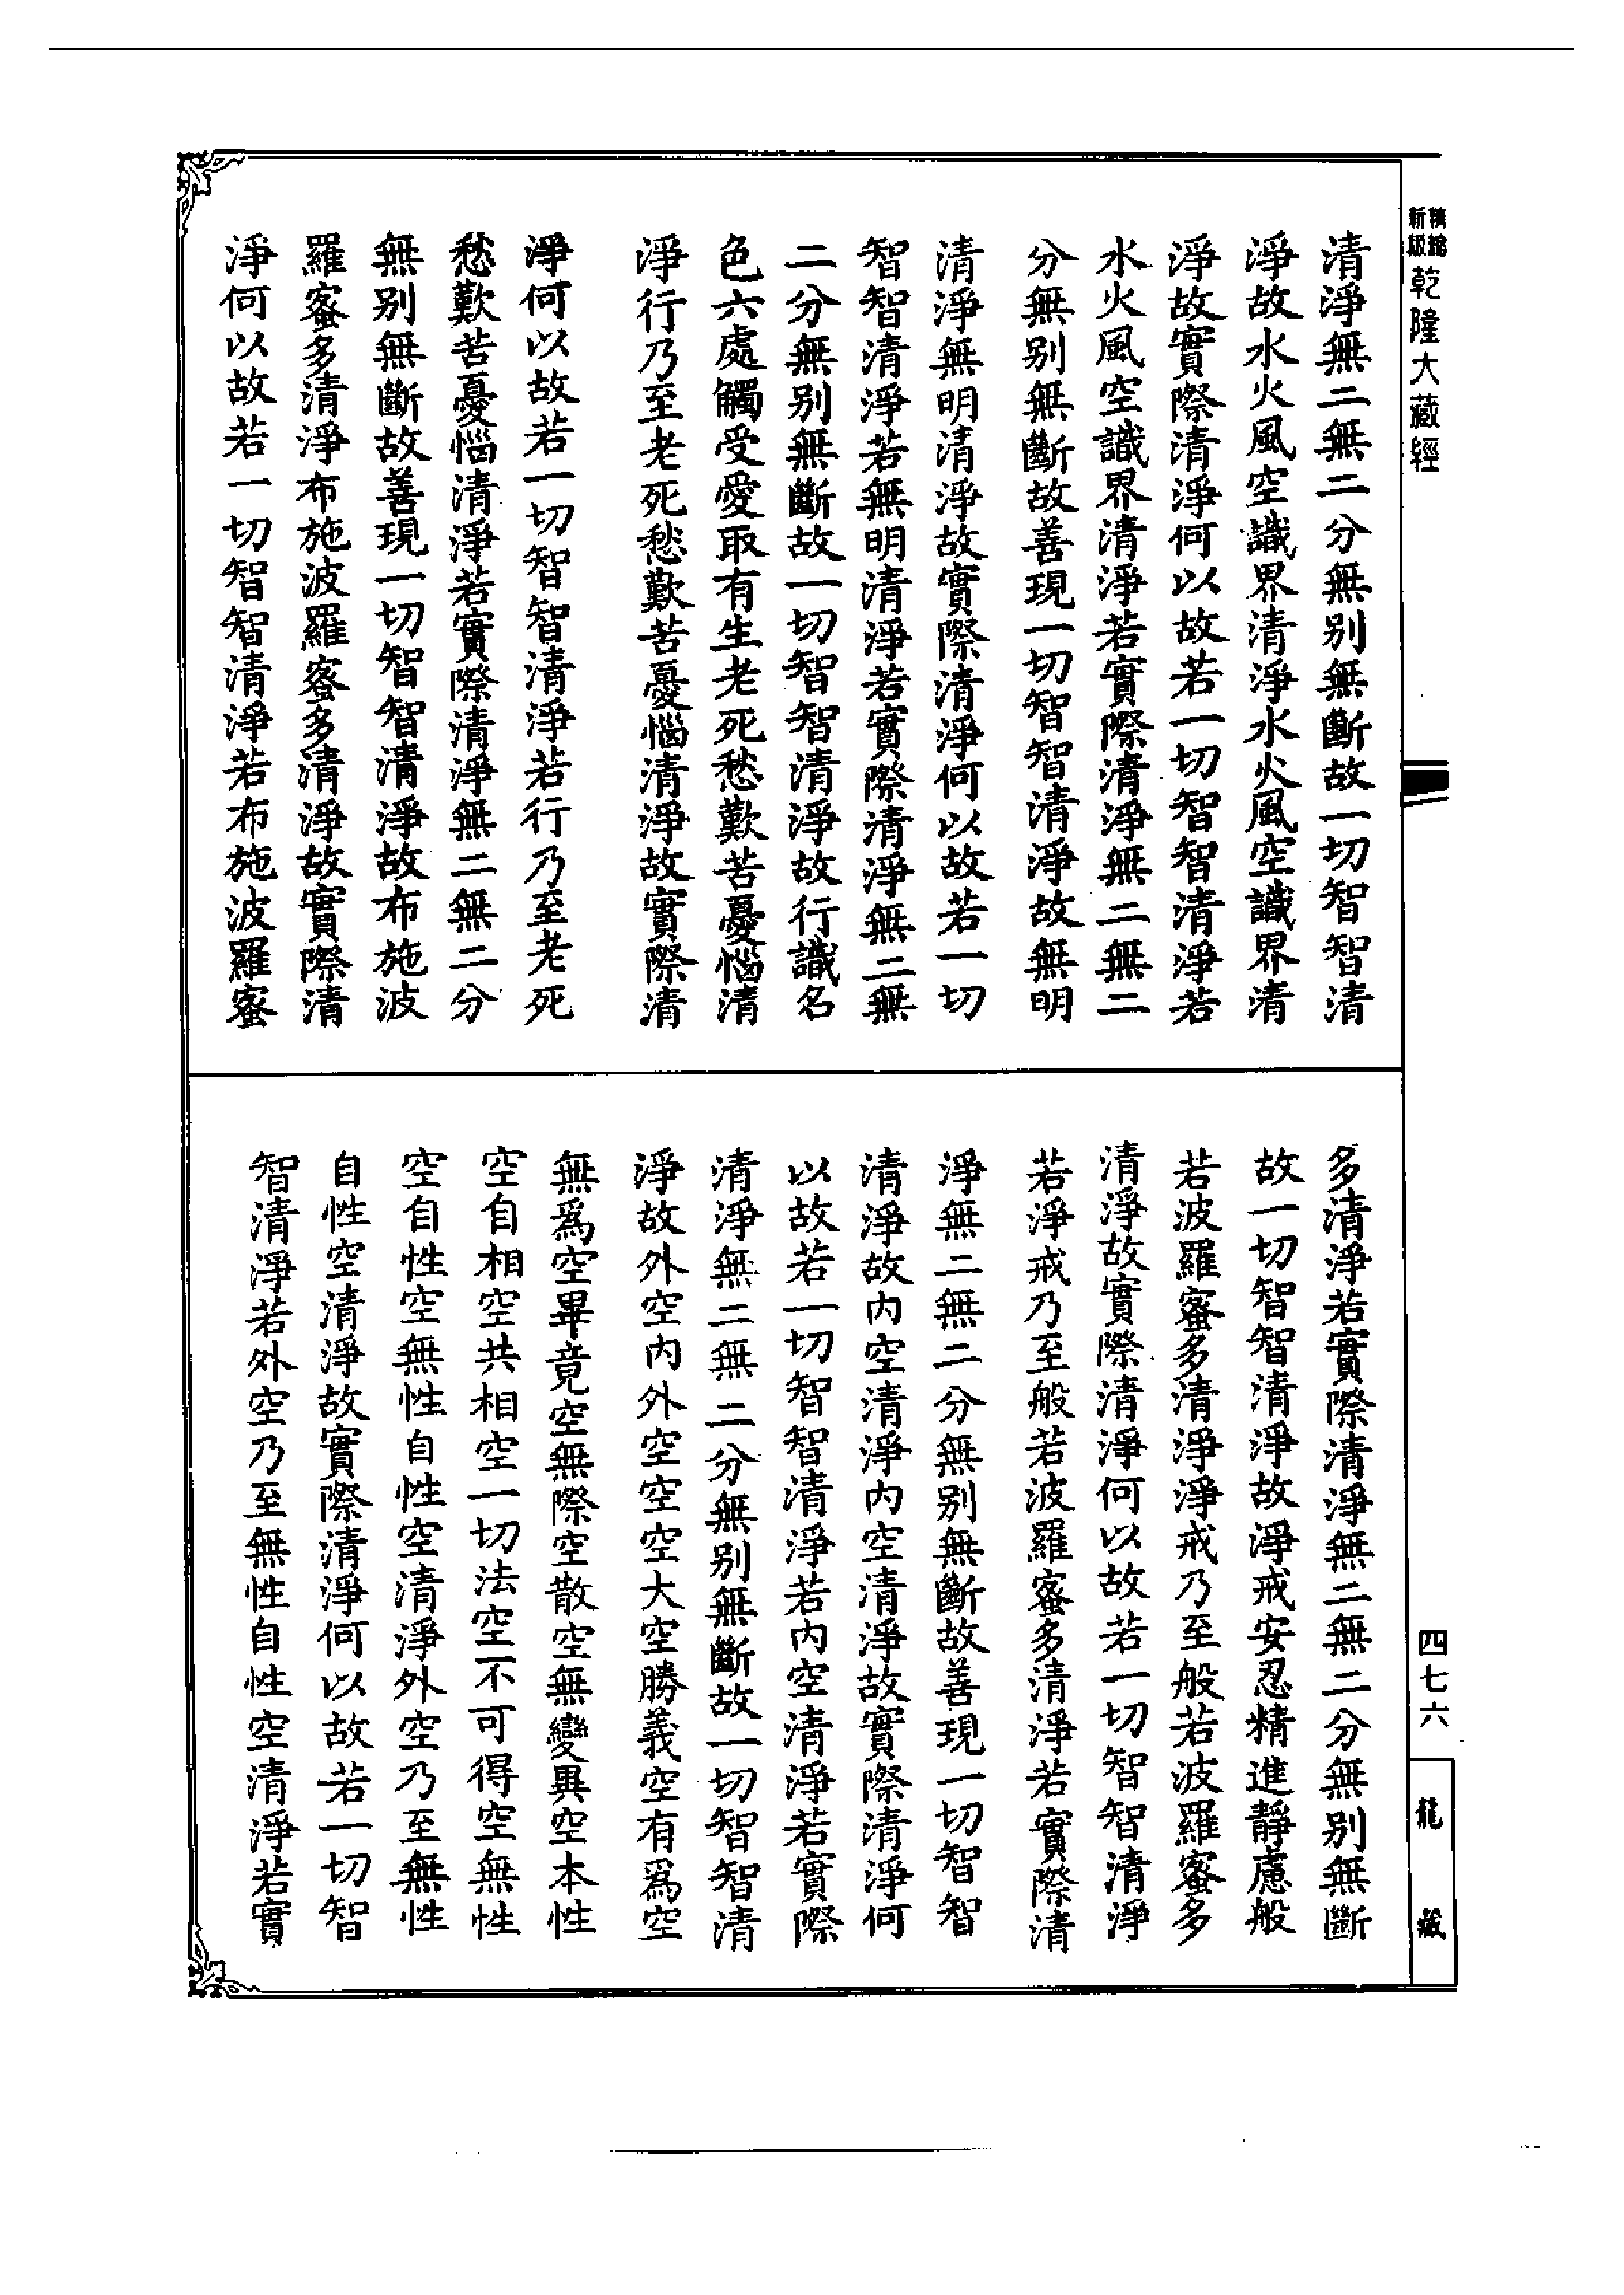 精繪
新級
乾隆大藏經
清淨無二無二分無別無斷故一切智智清
淨故水火風空識界清淨水火風空識界清
淨故實際清淨何以故若一切智智清淨若
水火風空識界清淨若實際清淨無二無二
分無別無斷故善現一切智智清淨故無明
清淨無明清淨故實際清淨何以故若一切
智智清淨若無明清淨若實際清淨無二無
二分無別無斷故一切智智清淨故行識名
色六處觸受愛取有生老死愁歎苦憂惱清
淨行乃至老死愁歎苦憂惱清淨故實際清
淨何以故若一切智智清淨若行乃至老死
愁歎苦憂惱清淨若實際清淨無二無二分
無別無斷故善現一切智智清淨故布施波
羅蜜多清淨布施波羅蜜多清淨故實際清
淨何以故若一切智智清淨若布施波羅蜜
多清淨若實際清淨無二無二分無別無斷
故一切智智清淨故淨戒安忍精進靜慮般
若波羅蜜多清淨淨戒乃至般若波羅蜜多
清淨故實際清淨何以故若一切智智清淨
若淨戒乃至般若波羅蜜多清淨若實際清
淨無二無二分無別無斷故善現一切智智
清淨故內空清淨內空清淨故實際清淨何
以故若一切智智清淨若內空清淨若實際
清淨無二無二分無別無斷故一切智智清
淨故外空內外空空空大空勝義空有爲空
無爲空畢竟空無際空散空無變異空本性
空自相空共相空一切法空不可得空無性
空自性空無性自性空清淨外空乃至無性
自性空清淨故實際清淨何以故若一切智
智清淨若外空乃至無性自性空清淨若實
四七六
龍藏